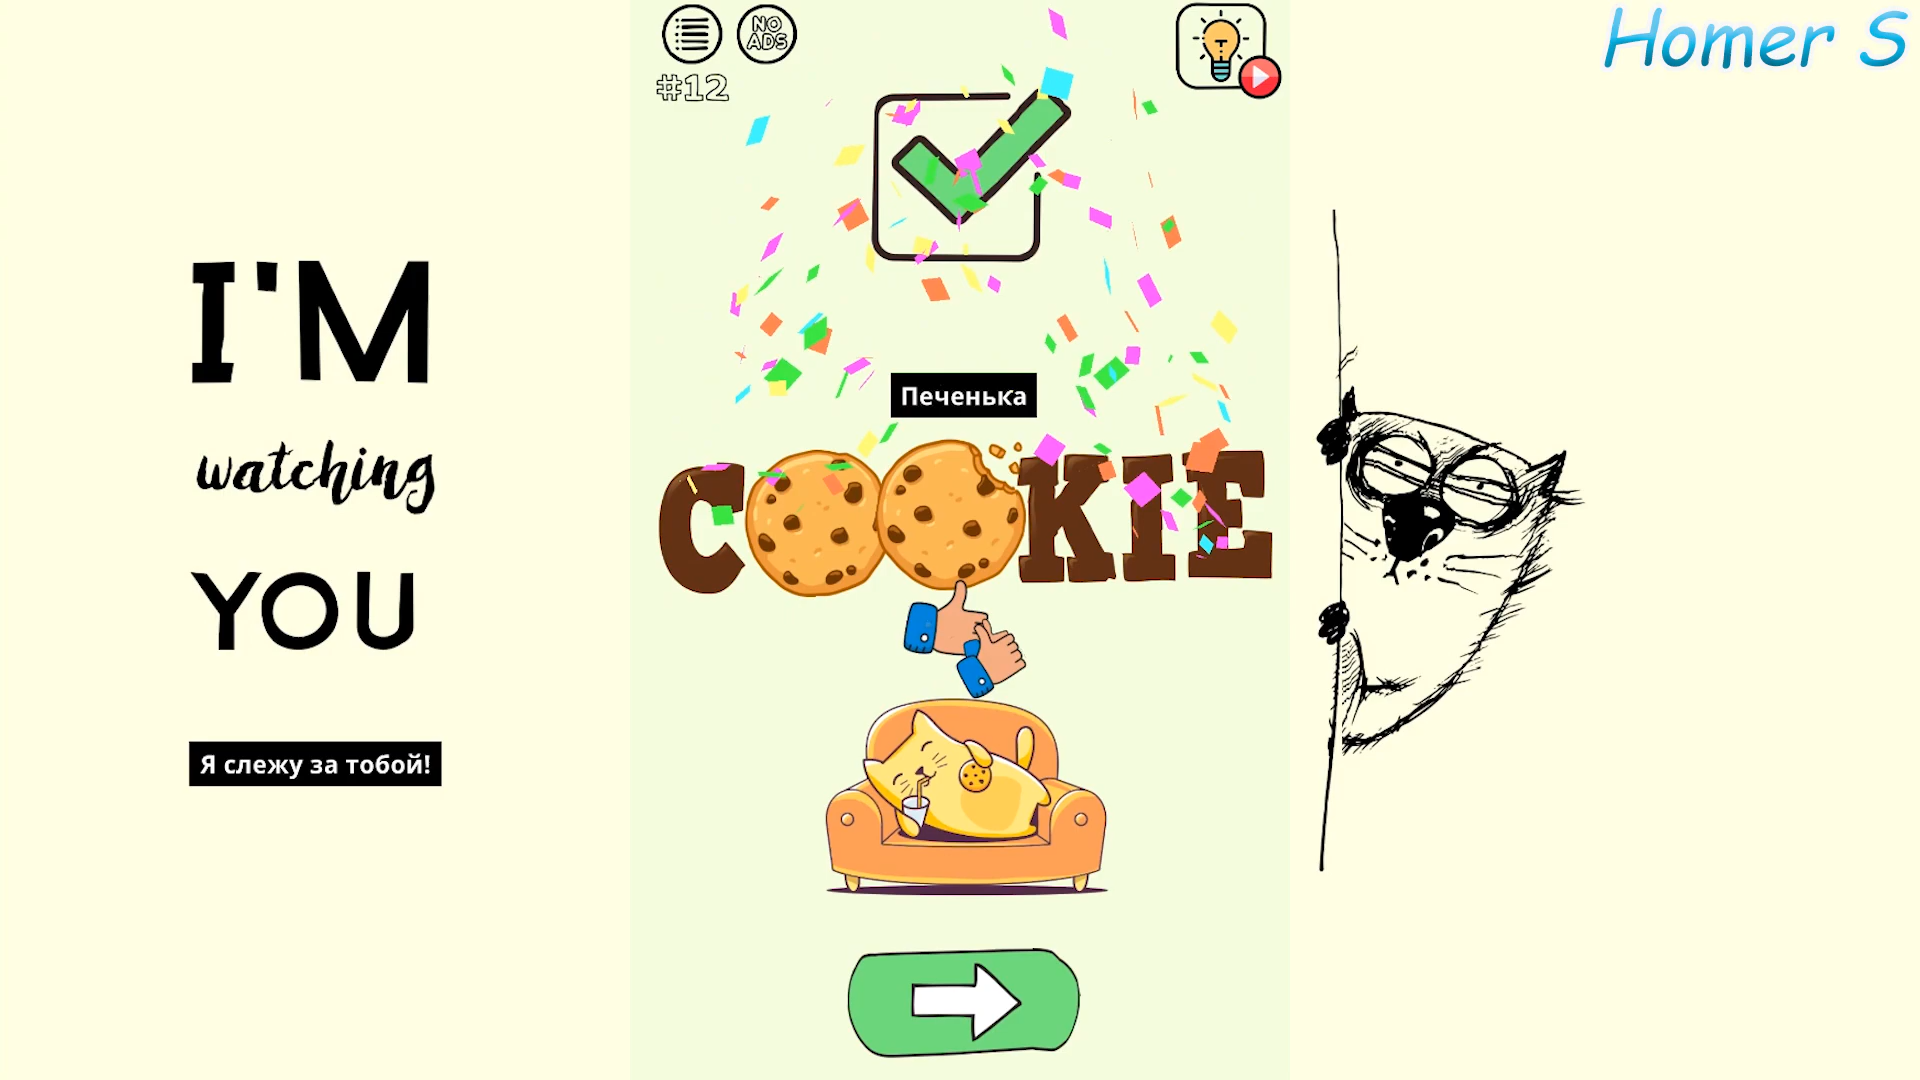 Homer S
NO
ADS
#12
I'M
watching
YOU
Я слежу за тобой!
Печенька
COOKIE